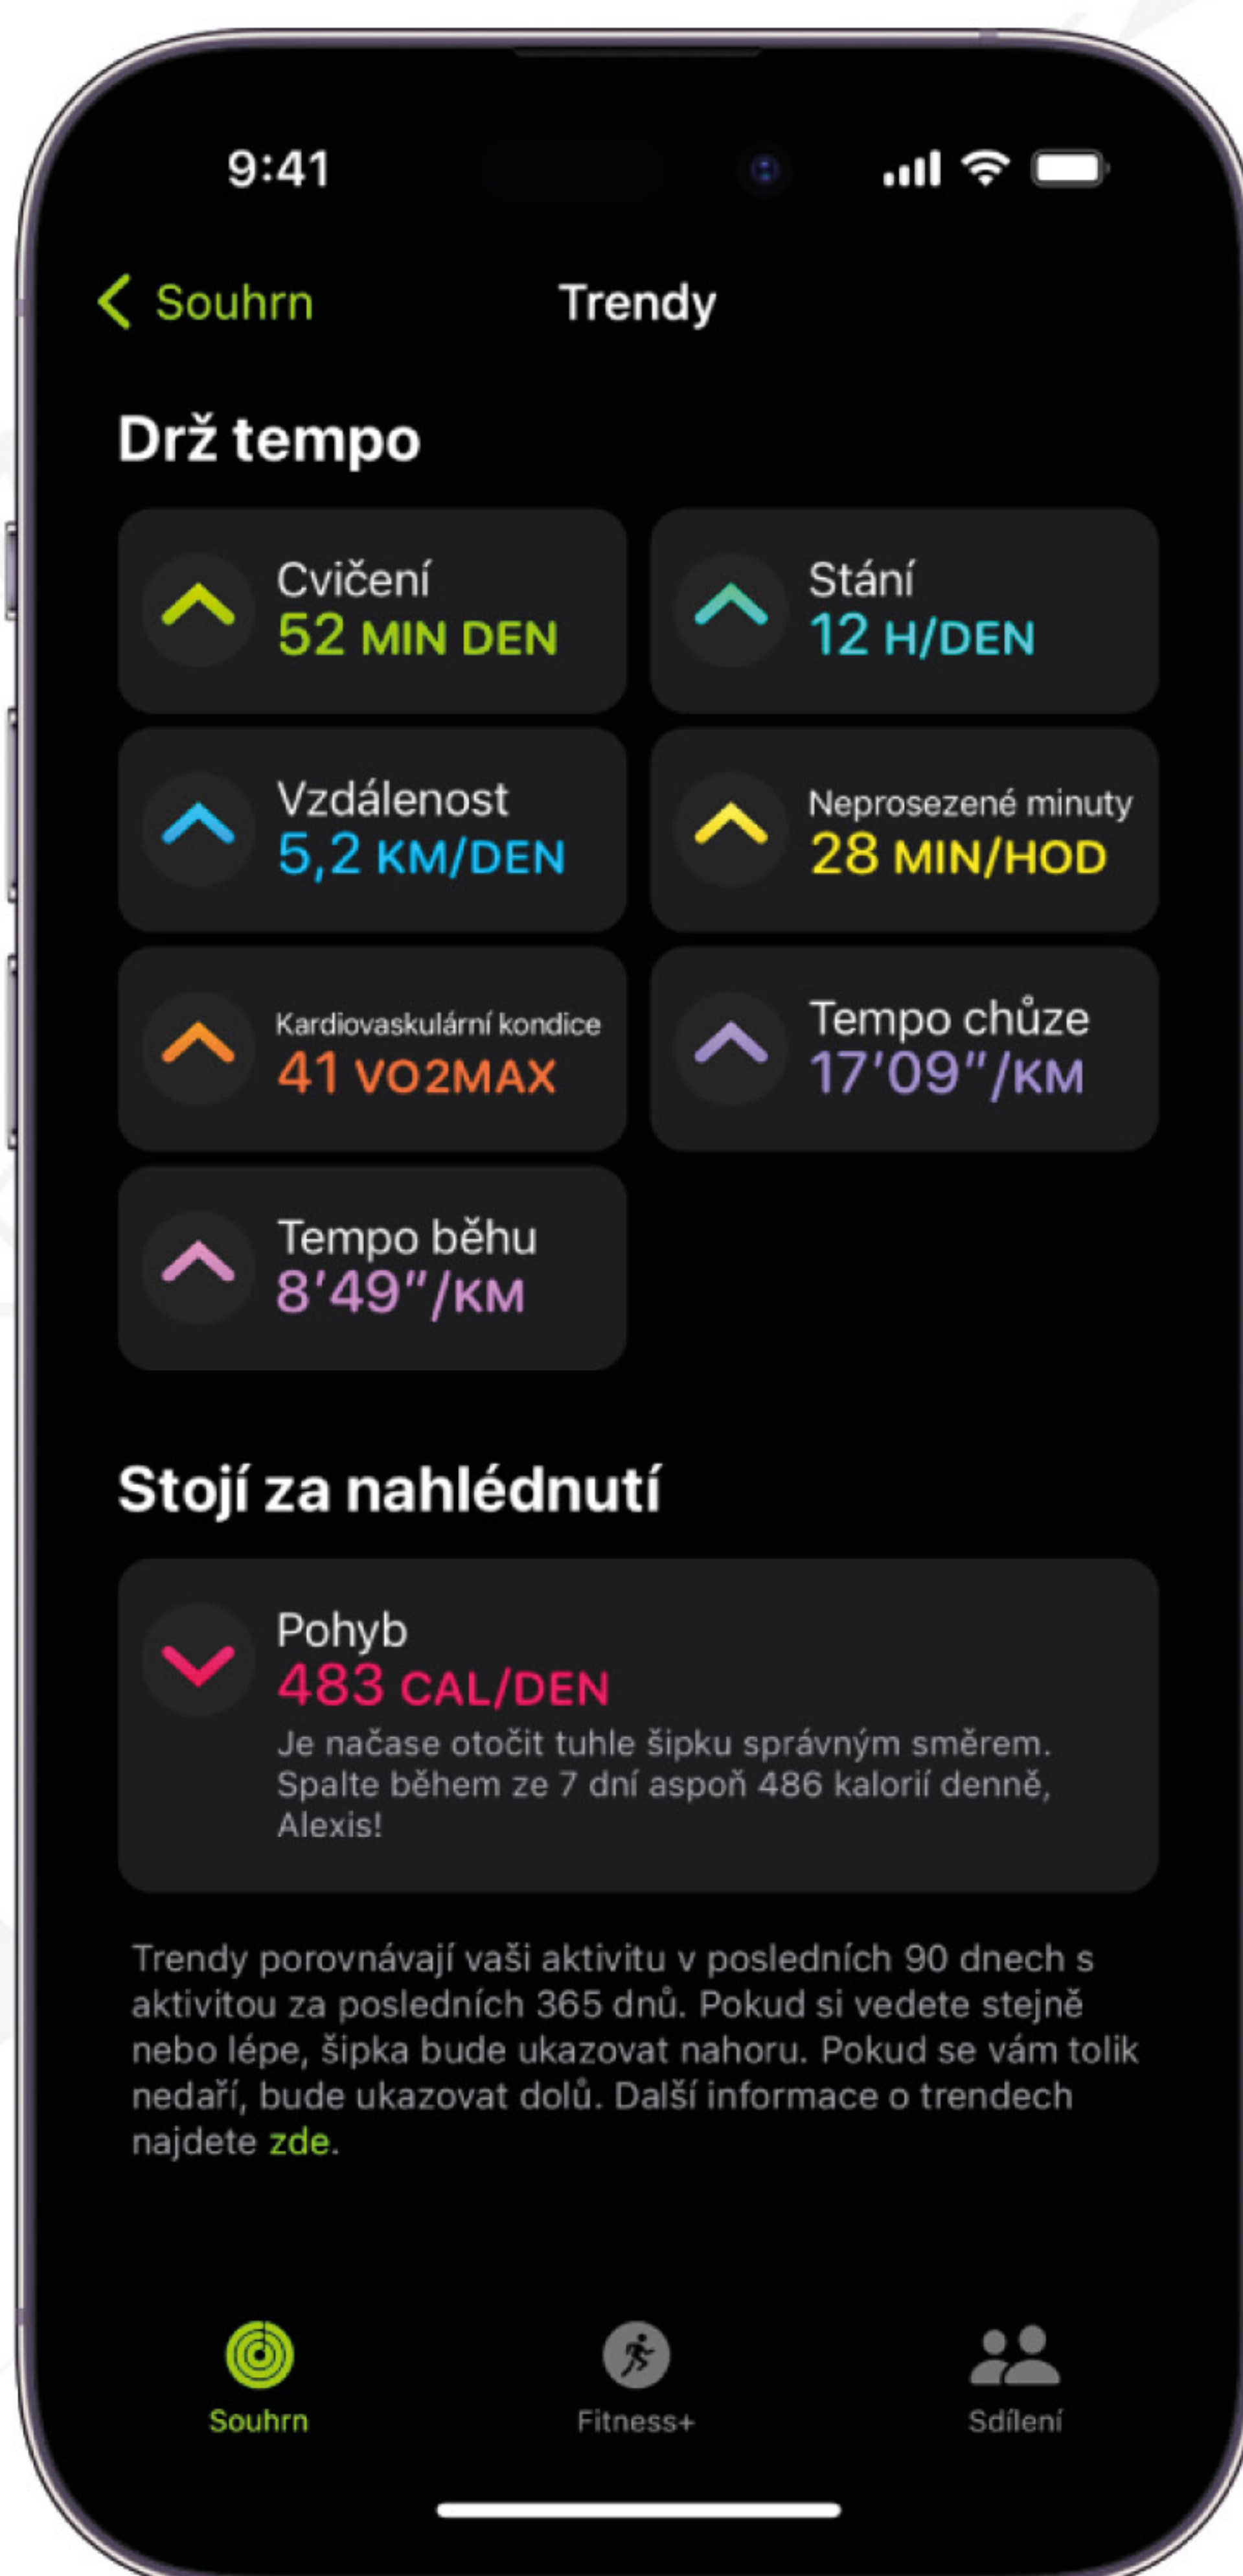 9:41
Souhrn
Trendy
Drž tempo
Cvičení
52 MIN DEN
Stání
12 H/DEN
Vzdálenost
5,2 KM/DEN
Neprosezené minuty
28 MIN/HOD
Kardiovaskulární kondice
41 VO2MAX
Tempo chůze
17'09"/KM
Tempo běhu
8'49"/KM
Stojí za nahlédnutí
Pohyb
483 CAL/DEN
Je načase otočit tuhle šipku správným směrem.
Spalte během ze 7 dní aspoň 486 kalorií denně,
Alexis!
Trendy porovnávají vaši aktivitu v posledních 90 dnech s
aktivitou za posledních 365 dnů. Pokud si vedete stejně
nebo lépe, šipka bude ukazovat nahoru. Pokud se vám tolik
nedaří, bude ukazovat dolů. Další informace o trendech
najdete zde.
Souhrn
Fitness+
Sdílení